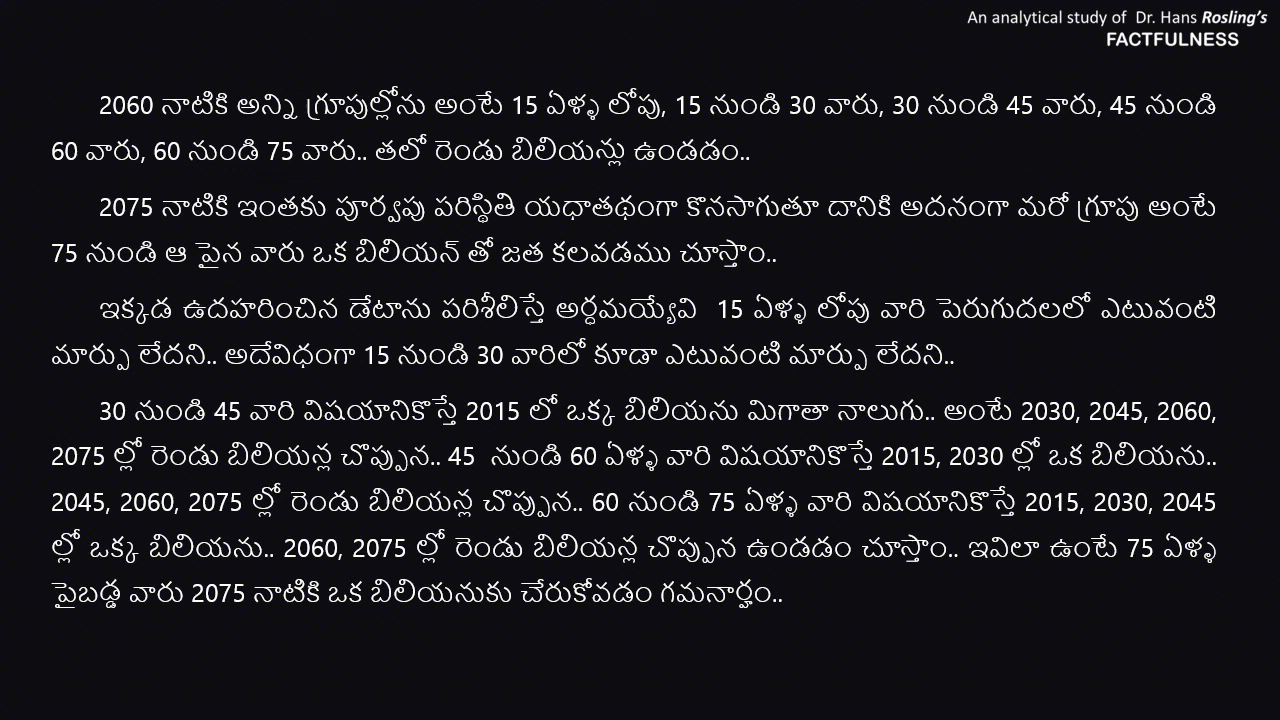 An analytical study of Dr. Hans Rosling's
FACTFULNESS
2060 నాటికి అన్ని గ్రూపుల్లోను అంటే 15 ఏళ్ళ లోపు, 15 నుండి 30 వారు, 30 నుండి 45 వారు, 45 నుండి
60 వారు, 60 నుండి 75 వారు.. తలో రెండు బిలియన్లు ఉండడం..
2075 నాటికి ఇంతకు పూర్వపు పరిస్థితి యధాతథంగా కొనసాగుతూ దానికి అదనంగా మరో గ్రూపు అంటే
75 నుండి ఆ పైన వారు ఒక బిలియన్ తో జత కలవడము చూస్తాం..
ఇక్కడ ఉదహరించిన డేటాను పరిశీలిస్తే అర్ధమయ్యేవి 15 ఏళ్ళ లోపు వారి పెరుగుదలలో ఎటువంటి
మార్పు లేదని.. అదేవిధంగా 15 నుండి 30 వారిలో కూడా ఎటువంటి మార్పు లేదని..
30 నుండి 45 వారి విషయానికొస్తే 2015 లో ఒక్క బిలియను మిగాతా నాలుగు.. అంటే 2030, 2045, 2060,
2075 ల్లో రెండు బిలియన్ల చొప్పున.. 45 నుండి 60 ఏళ్ళ వారి విషయానికొస్తే 2015, 2030 ల్లో ఒక బిలియను..
2045, 2060, 2075 ల్లో రెండు బిలియన్ల చొప్పున.. 60 నుండి 75 ఏళ్ళ వారి విషయానికొస్తే 2015, 2030, 2045
ల్లో ఒక్క బిలియను.. 2060, 2075 ల్లో రెండు బిలియన్ల చొప్పున ఉండడం చూస్తాం.. ఇవిలా ఉంటే 75 ఏళ్ళ
పైబడ్డ వారు 2075 నాటికి ఒక బిలియనుకు చేరుకోవడం గమనార్హం..